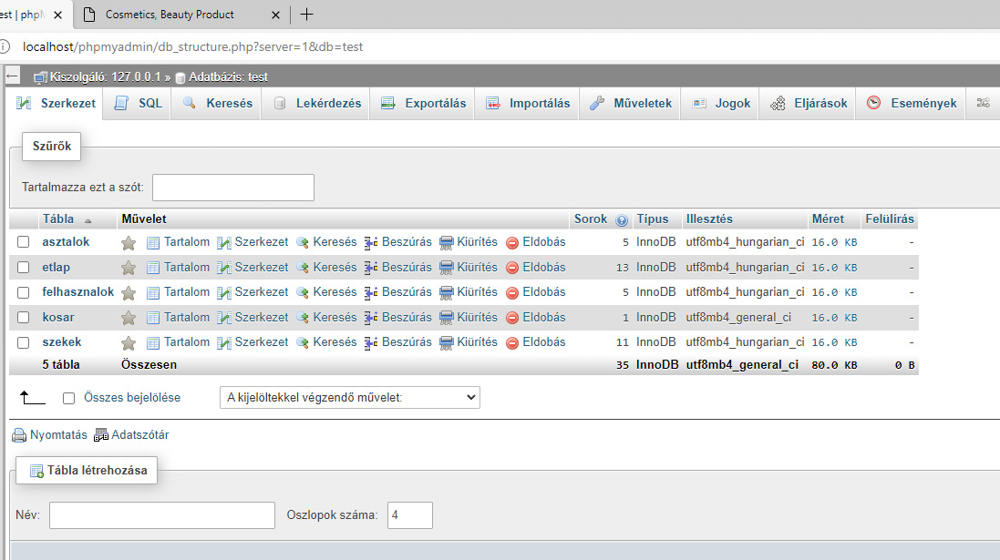 est | phpM Cosmetics, Beauty Product
localhost/phpmyadmin/db_structure.php?server=1&db=test
Kiszolgáló: 127.0.0.1 » Adatbázis: test
Szerkezet SQL Keresés Lekérdezés Exportálás Importálás Műveletek Jogok Eljárások Események
Szűrők
Tartalmazza ezt a szót:
Tábla Művelet Sorok Típus Illesztés Méret Felülírás
asztalok Tartalom Szerkezet Keresés Beszúrás Kiürítés Eldobás 5 InnoDB utf8mb4_hungarian_ci 16.0 KB -
etlap Tartalom Szerkezet Keresés Beszúrás Kiürítés Eldobás 13 InnoDB utf8mb4_hungarian_ci 16.0 KB -
felhasznalok Tartalom Szerkezet Keresés Beszúrás Kiürítés Eldobás 5 InnoDB utf8mb4_hungarian_ci 16.0 KB -
kosar Tartalom Szerkezet Keresés Beszúrás Kiürítés Eldobás 1 InnoDB utf8mb4_general_ci 16.0 KB -
szekek Tartalom Szerkezet Keresés Beszúrás Kiürítés Eldobás 11 InnoDB utf8mb4_hungarian_ci 16.0 KB -
5 tábla Összesen 35 InnoDB utf8mb4_general_ci 80.0 KB 0 B
Összes bejelölése A kijelöltekkel végzendő művelet:
Nyomtatás Adatszótár
Tábla létrehozása
Név: Oszlopok száma: 4